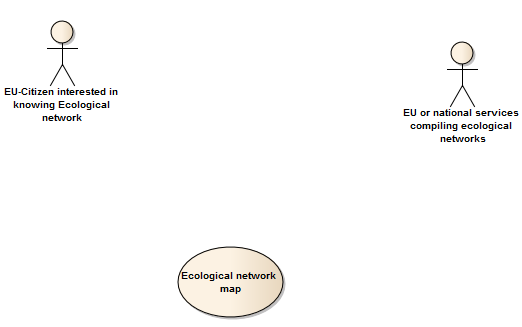 EU-Citizen interested in
knowing Ecological
network
EU or national services
compiling ecological
networks
Ecological network
map